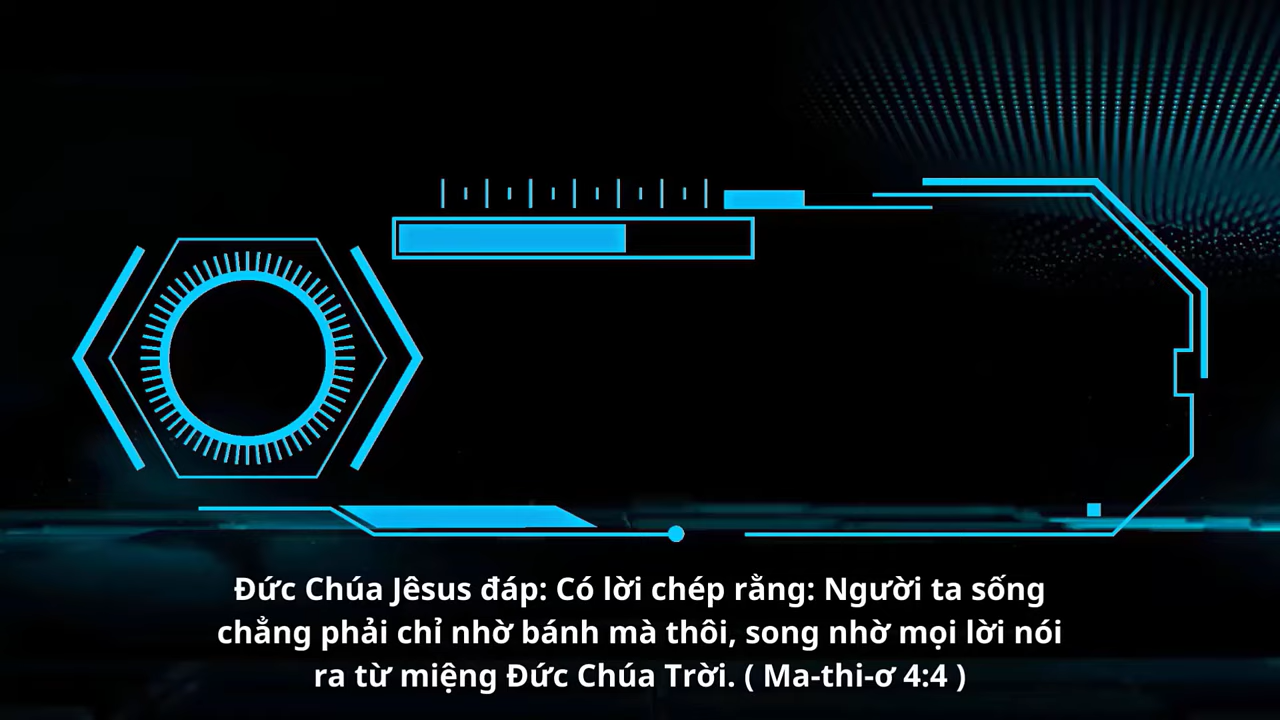 Đức Chúa Jêsus đáp: Có lời chép rằng: Người ta sống
chẳng phải chỉ nhờ bánh mà thôi, song nhờ mọi lời nói
ra từ miệng Đức Chúa Trời. ( Ma-thi-ơ 4:4 )